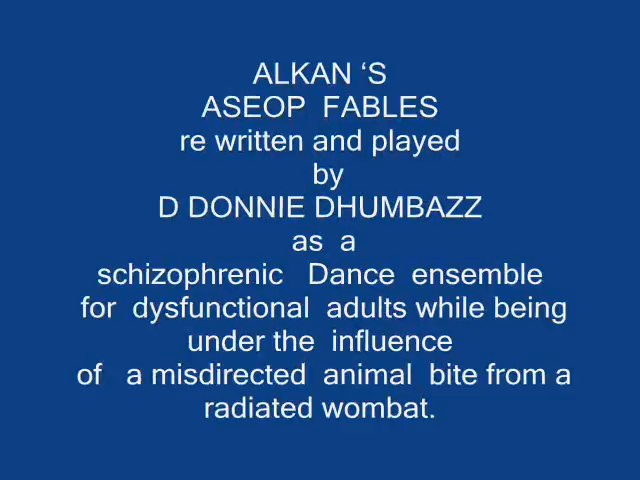 ALKAN ‘S
ASEOP FABLES
re written and played
by
D DONNIE DHUMBAZZ
as a
schizophrenic Dance ensemble
for dysfunctional adults while being
under the influence
of a misdirected animal bite from a
radiated wombat.